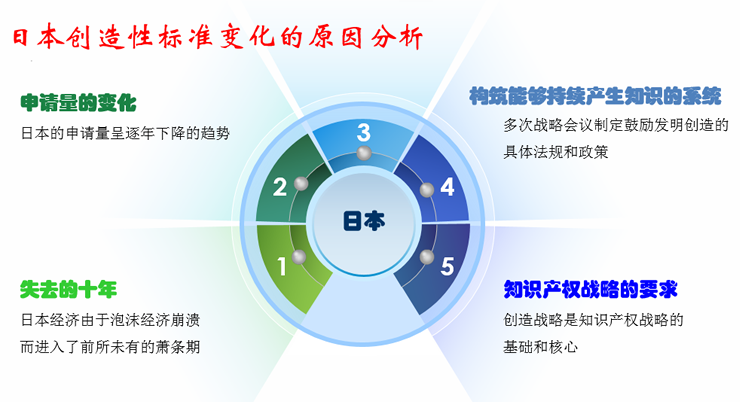 日本创造性标准变化的原因分析
申请量的变化
日本的申请量呈逐年下降的趋势
构筑能够持续产生知识的系统
多次战略会议制定鼓励发明创造的
具体法规和政策
3
2
4
日本
1
5
失去的十年
日本经济由于泡沫经济崩溃
而进入了前所未有的萧条期
知识产权战略的要求
创造战略是知识产权战略的
基础和核心